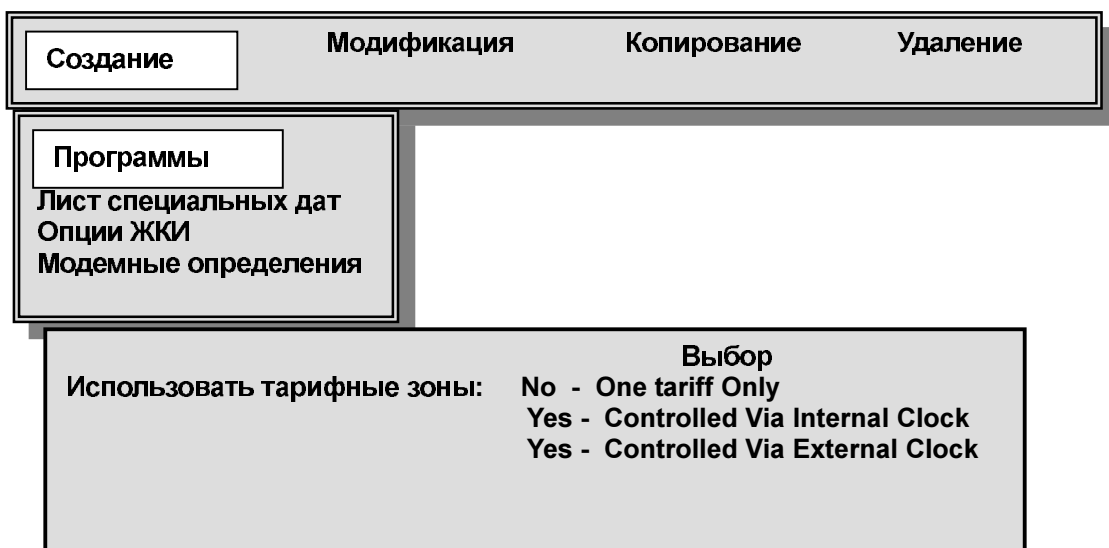 Создание Модификация Копирование Удаление
Программы
Лист специальных дат
Опции ЖКИ
Модемные определения
Выбор
Использовать тарифные зоны: No - One tariff Only
Yes - Controlled Via Internal Clock
Yes - Controlled Via External Clock